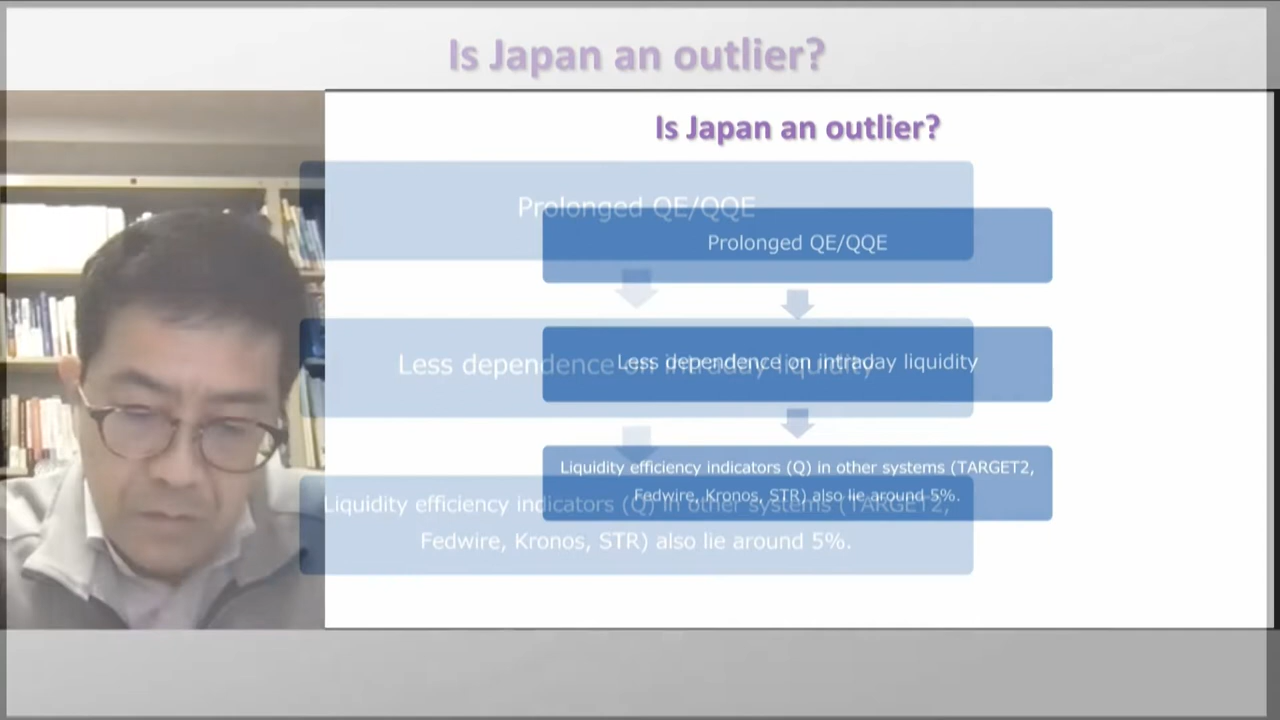 Is Japan an outlier?
Is Japan an outlier?
Prolonged QE/QQE
Prolonged QE/QQE
Less dependence on intraday liquidity
Less dependence on intraday liquidity
Liquidity efficiency indicators (Q) in other systems (TARGET2,
Fedwire, Kronos, STR) also lie around 5%.
Liquidity efficiency indicators (Q) in other systems (TARGET2,
Fedwire, Kronos, STR) also lie around 5%.